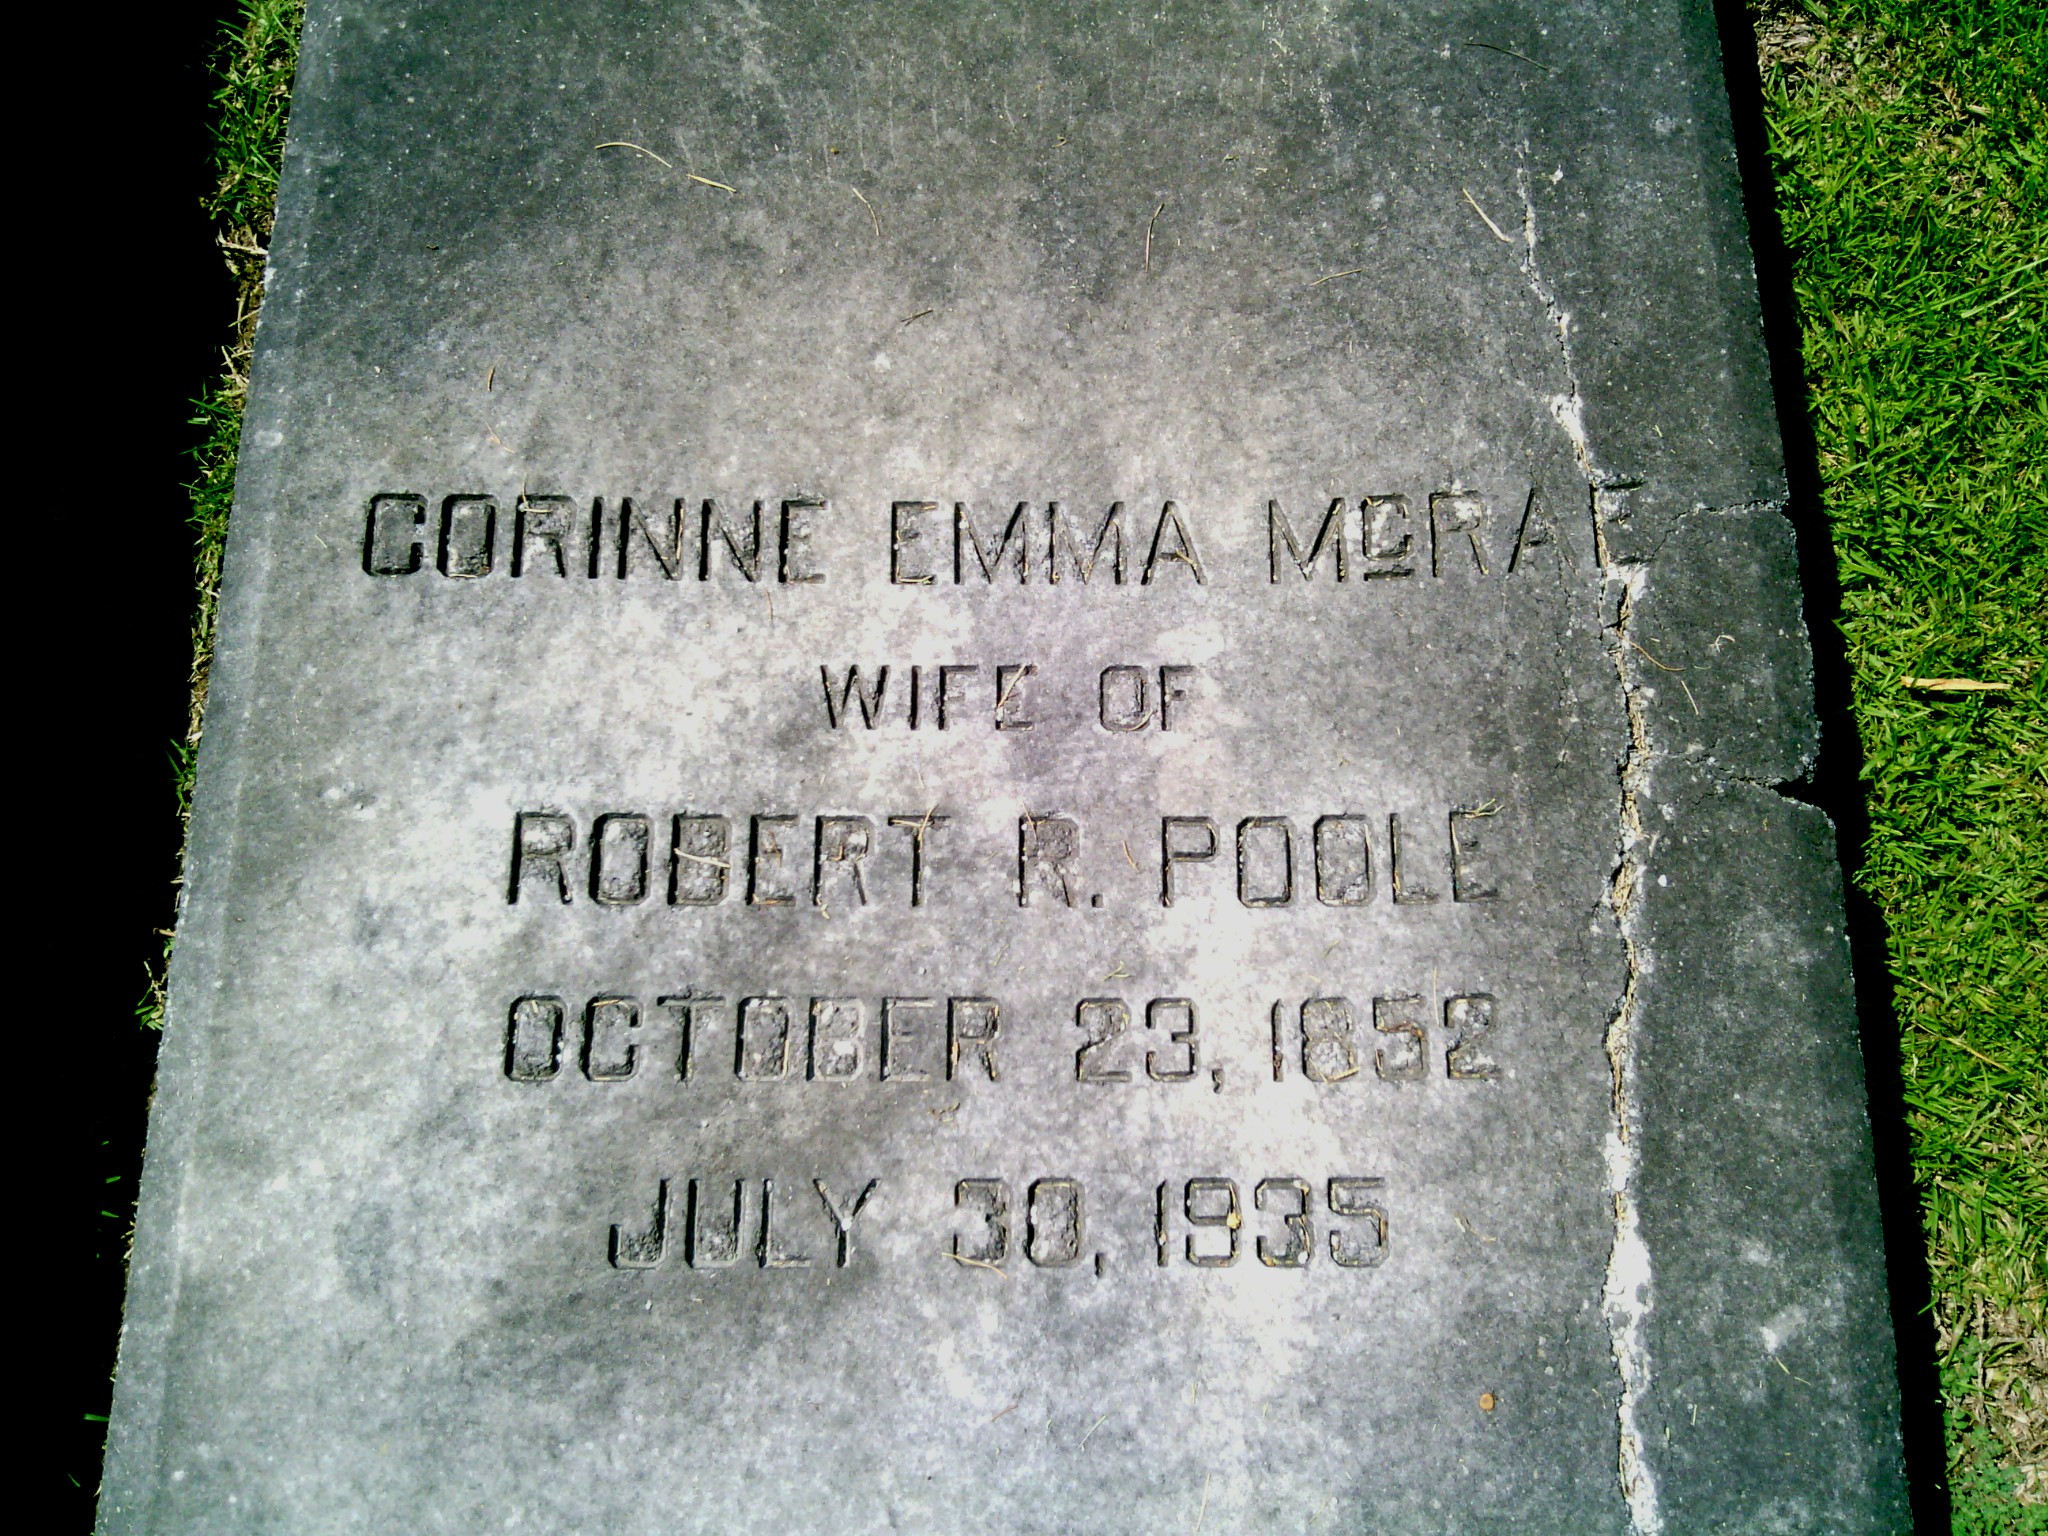 CORINNE EMMA McRAE
WIFE OF
ROBERT R. POOLE
OCTOBER 23, 1852
JULY 30, 1935